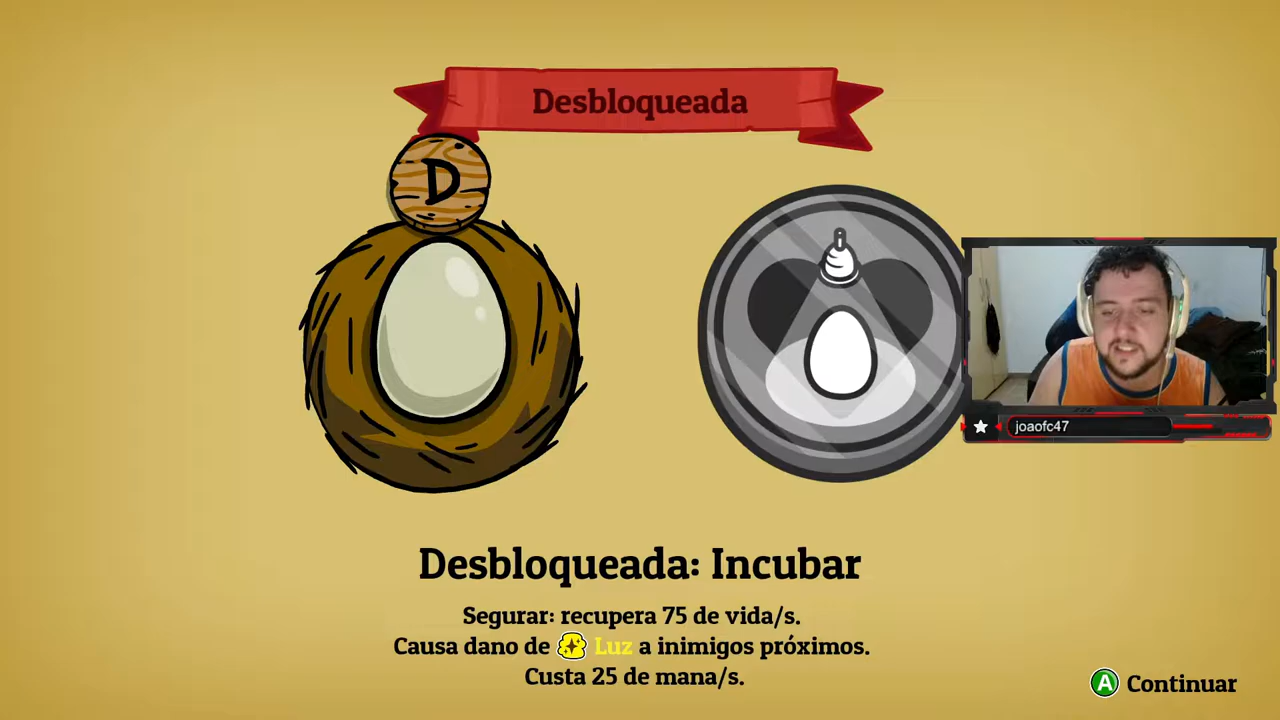 Desbloqueada
D
joaofc47
Desbloqueada: Incubar
Segurar: recupera 75 de vida/s.
Causa dano de Luz a inimigos próximos.
Custa 25 de mana/s.
A Continuar